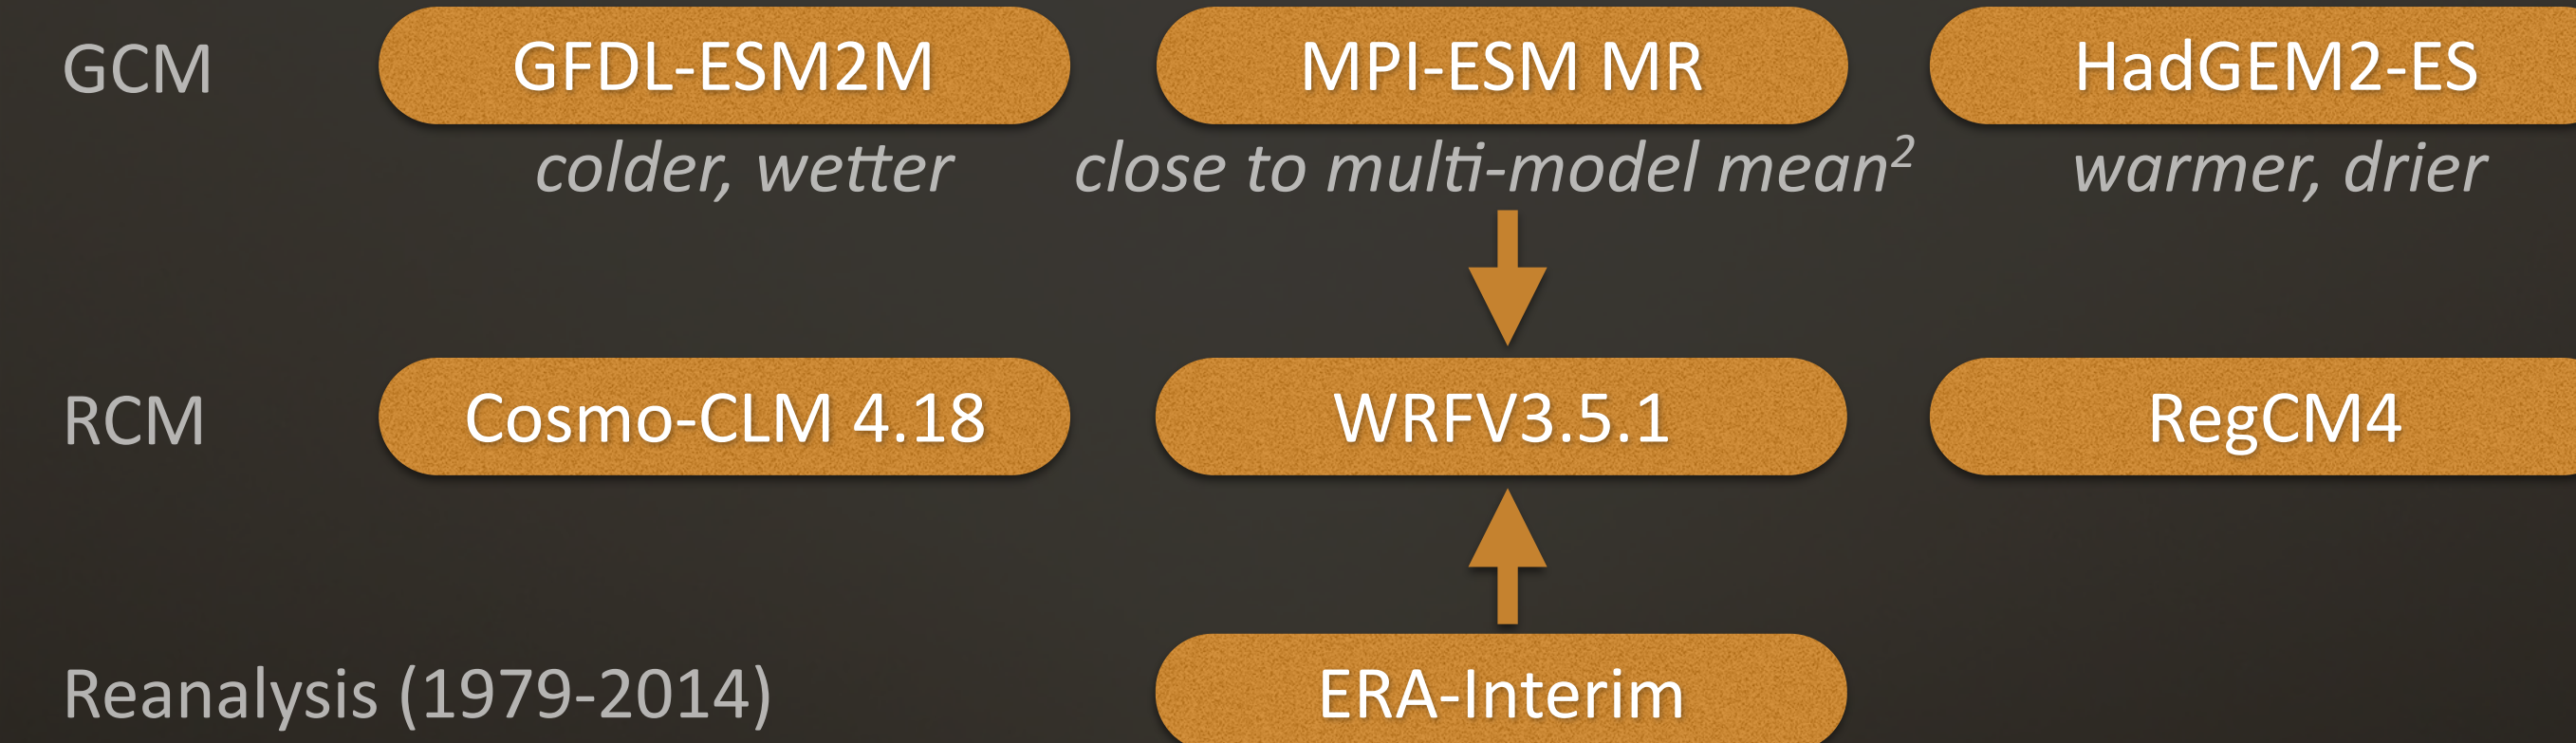 GCM GFDL-ESM2M MPI-ESM MR HadGEM2-ES
colder, wetter close to multi-model mean² warmer, drier
RCM Cosmo-CLM 4.18 WRFV3.5.1 RegCM4
Reanalysis (1979-2014) ERA-Interim